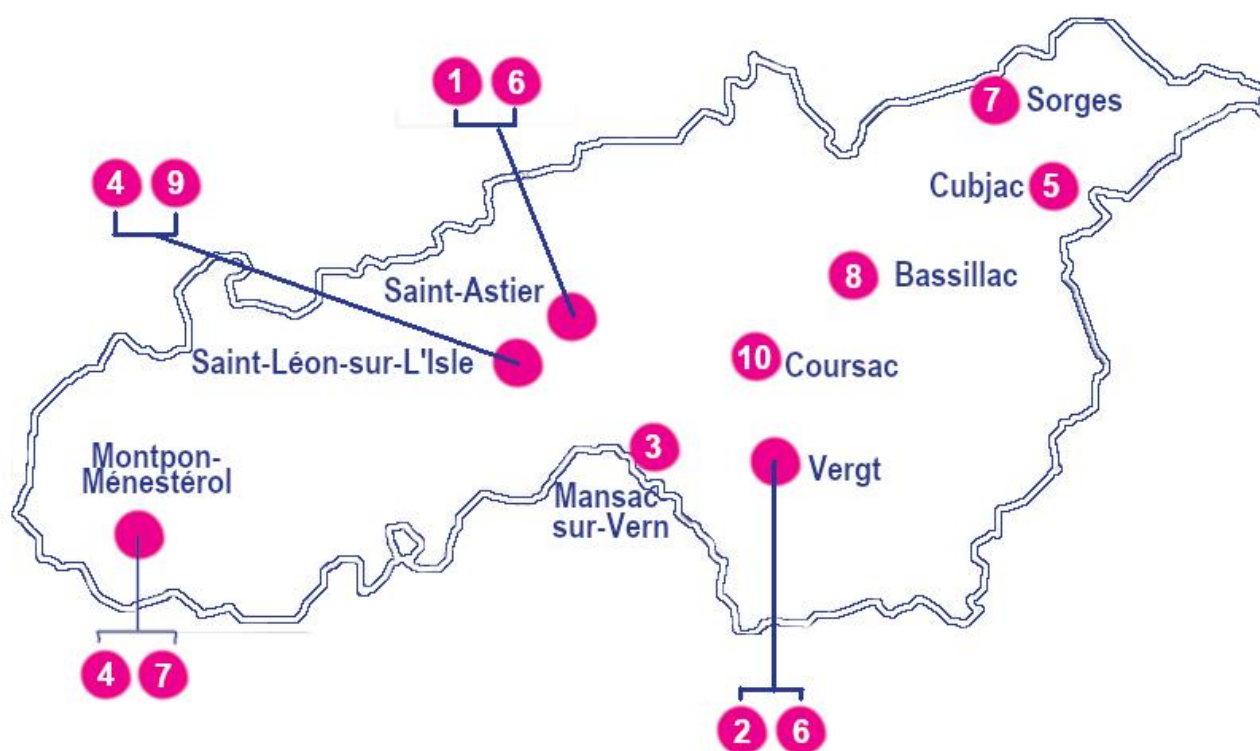 1 6
7 Sorges
4 9
Cubjac 5
8 Bassillac
Saint-Astier
Saint-Léon-sur-L'Isle
10 Coursac
3
Montpon-
Ménestérol
Vergt
Mansac
sur-Vern
4 7
2 6